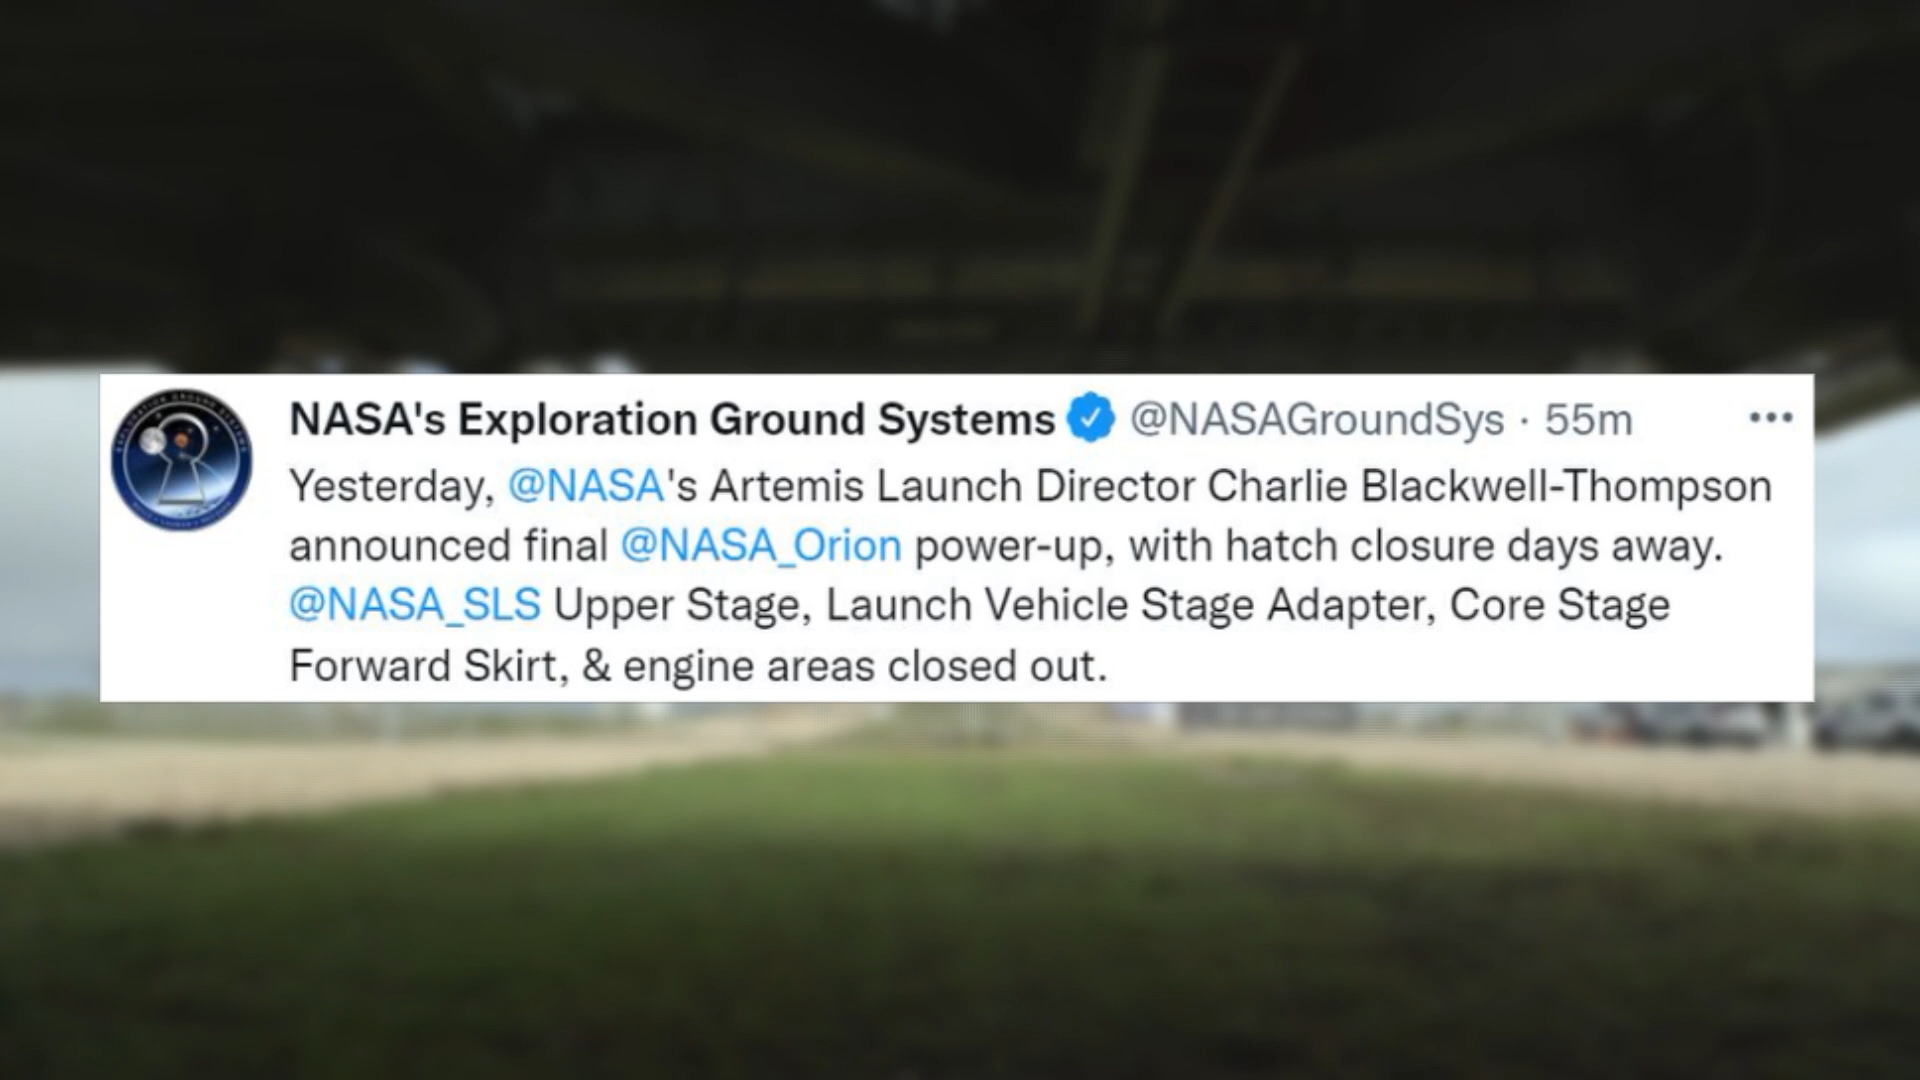 NASA's Exploration Ground Systems @NASAGroundSys · 55m
Yesterday, @NASA's Artemis Launch Director Charlie Blackwell-Thompson
announced final @NASA_Orion power-up, with hatch closure days away.
@NASA_SLS Upper Stage, Launch Vehicle Stage Adapter, Core Stage
Forward Skirt, & engine areas closed out.